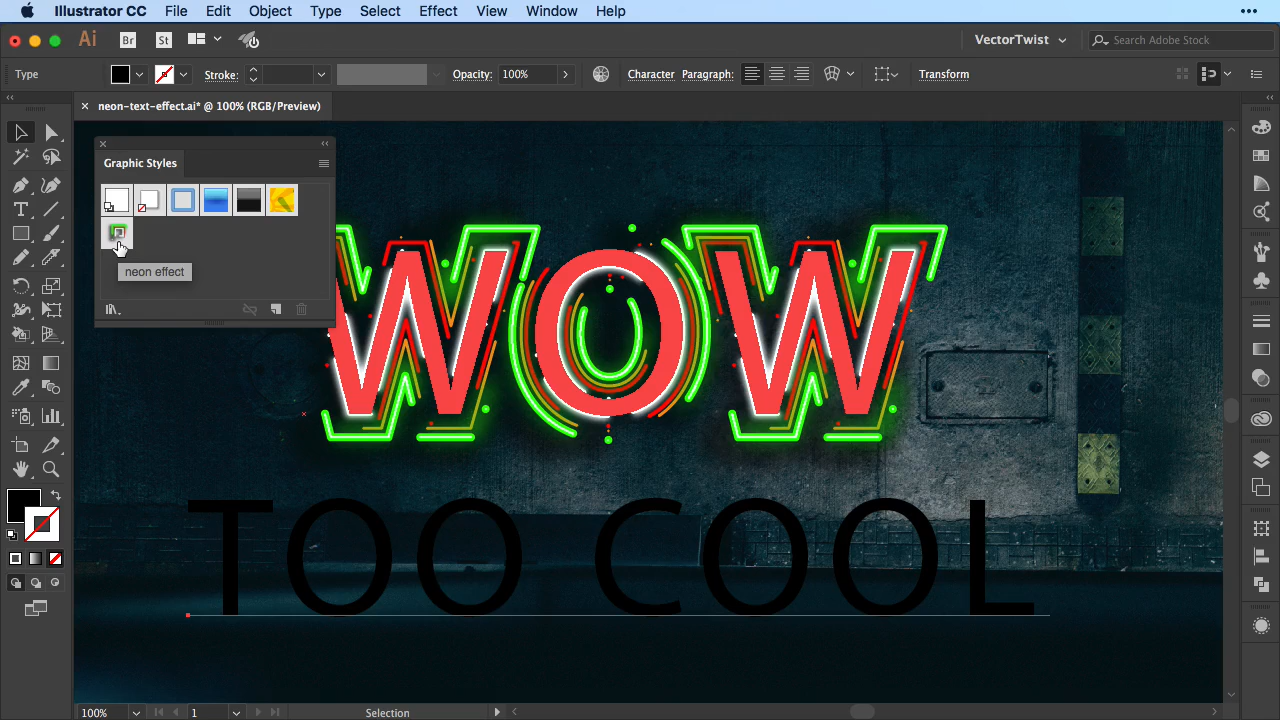 Illustrator CC File Edit Object Type Select Effect View Window Help
Ai Br St VectorTwist Search Adobe Stock
Type Stroke: Opacity: 100% Character Paragraph: Transform
neon-text-effect.ai* @ 100% (RGB/Preview)
Graphic Styles
neon effect
WOW
TOO COOL
100% 1 Selection